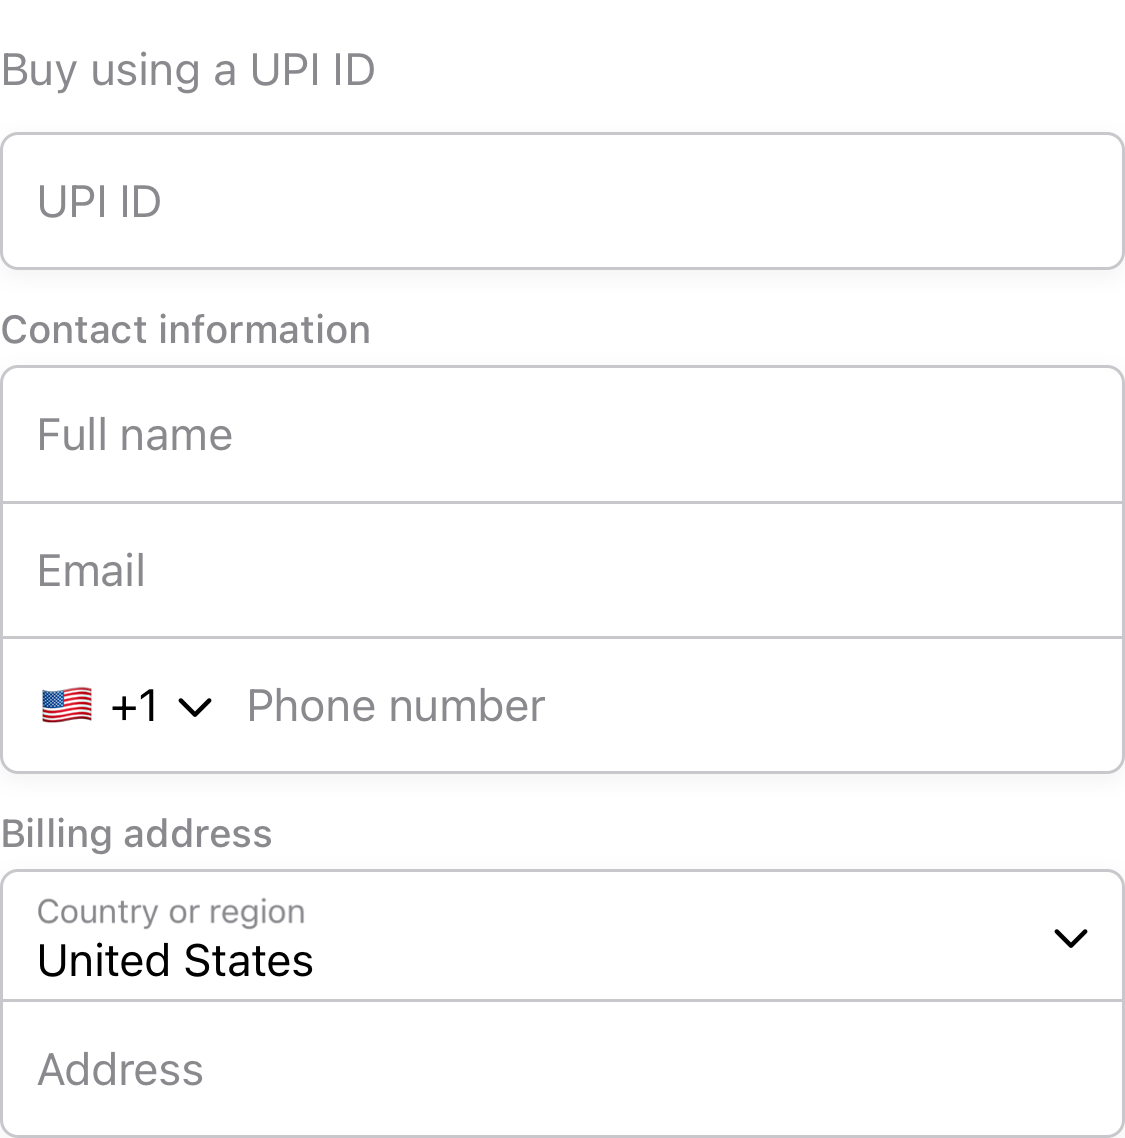 Buy using a UPI ID
UPI ID
Contact information
Full name
Email
+1 Phone number
Billing address
Country or region
United States
Address